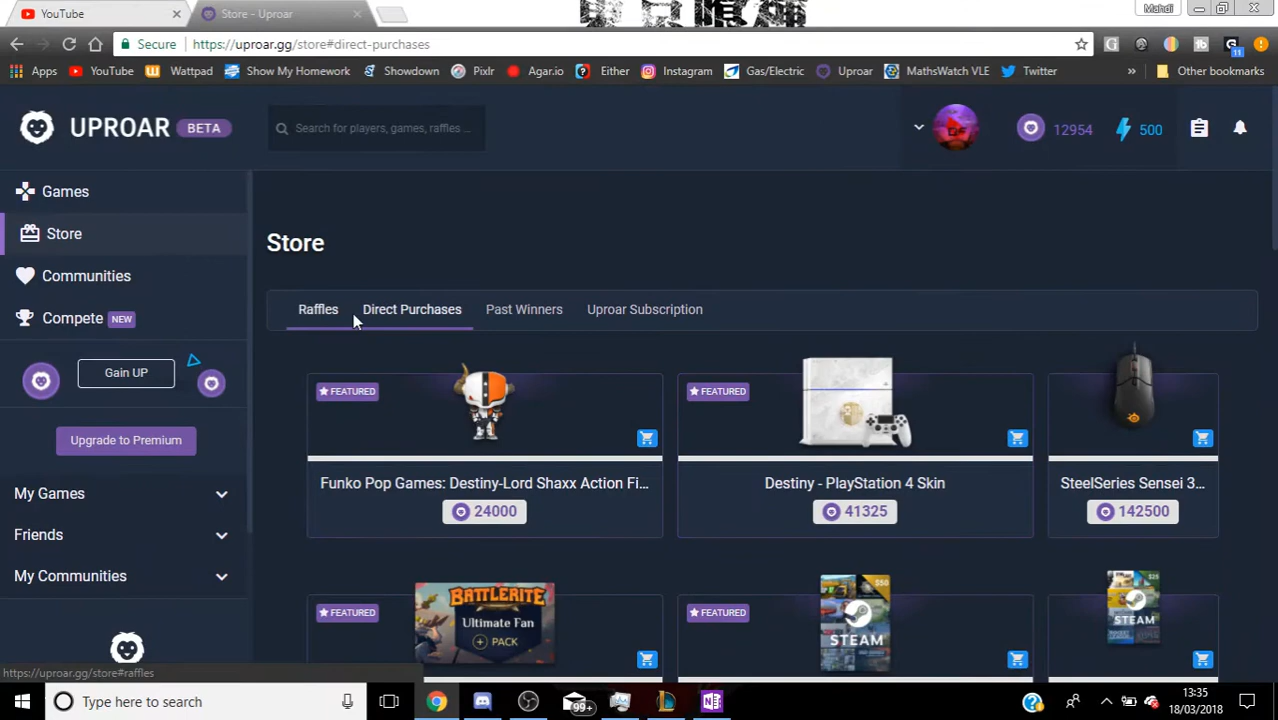 YouTube
Store - Uproar
Mahdi
Secure
https://uproar.gg/store#direct-purchases
11
Apps
YouTube
Wattpad
Show My Homework
Showdown
Pixlr
Agar.io
Either
Instagram
Gas/Electric
Uproar
MathsWatch VLE
Twitter
»
Other bookmarks
UPROAR BETA
Search for players, games, raffles ...
12954
500
Games
Store
Communities
Compete NEW
Gain UP
Upgrade to Premium
My Games
Friends
My Communities
Store
Raffles
Direct Purchases
Past Winners
Uproar Subscription
FEATURED
Funko Pop Games: Destiny-Lord Shaxx Action Fi...
24000
FEATURED
Destiny - PlayStation 4 Skin
41325
SteelSeries Sensei 3...
142500
FEATURED
BATTLERITE
Ultimate Fan
+ PACK
FEATURED
$50
STEAM
$25
STEAM
https://uproar.gg/store#raffles
Type here to search
99+
13:35
18/03/2018